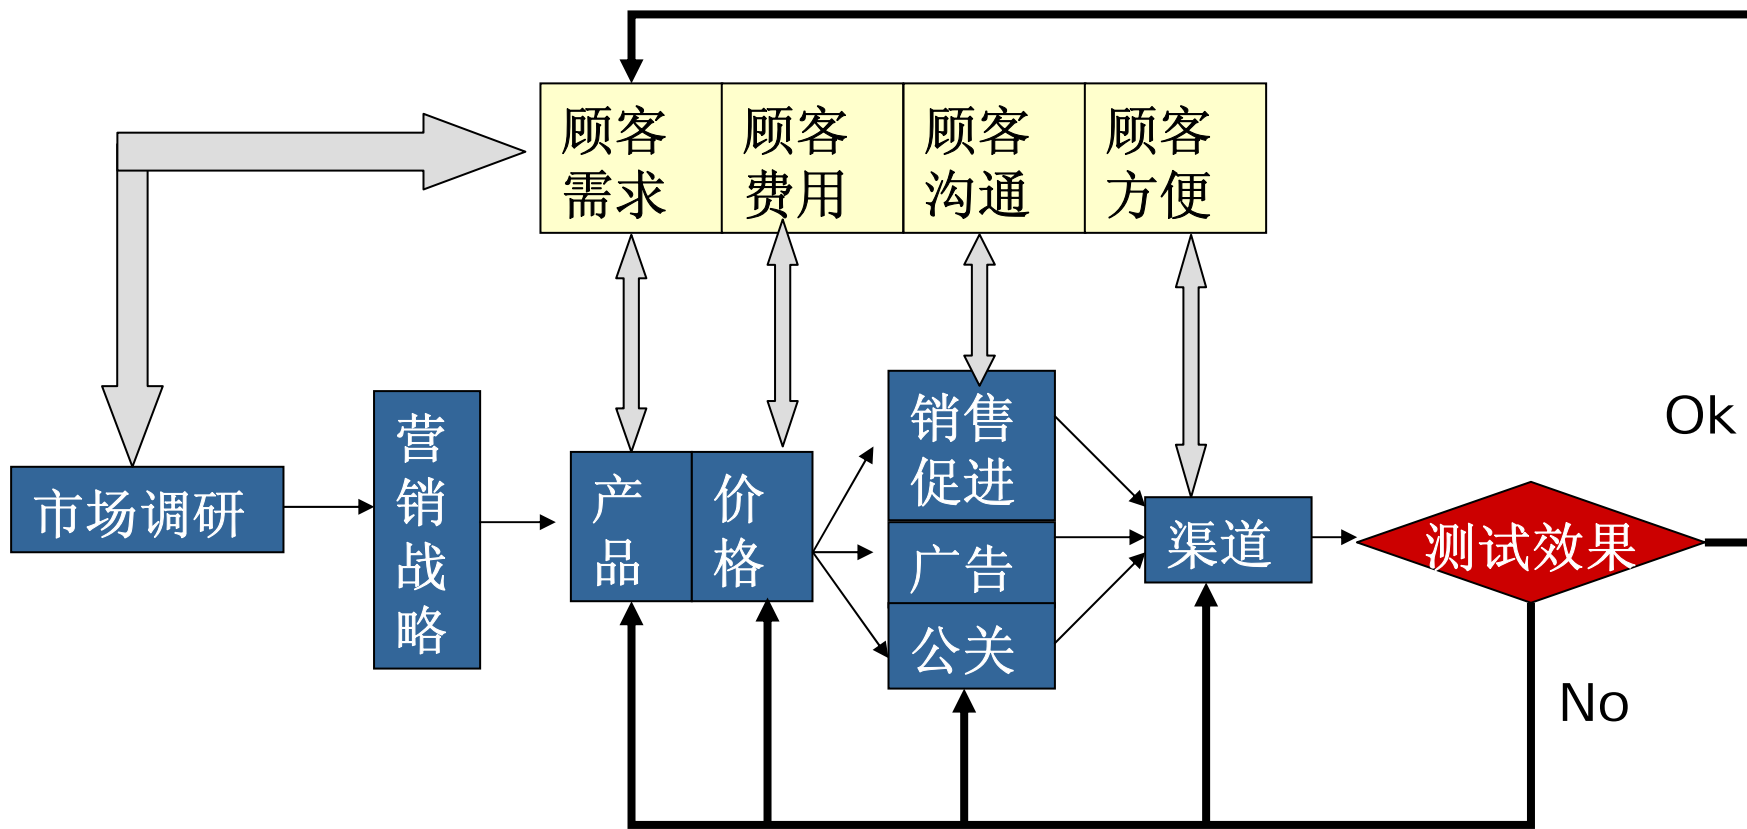 顾客
需求
顾客
费用
顾客
沟通
顾客
方便
市场调研
营
销
战
略
产
品
价
格
销售
促进
广告
公关
渠道
测试效果
Ok
No